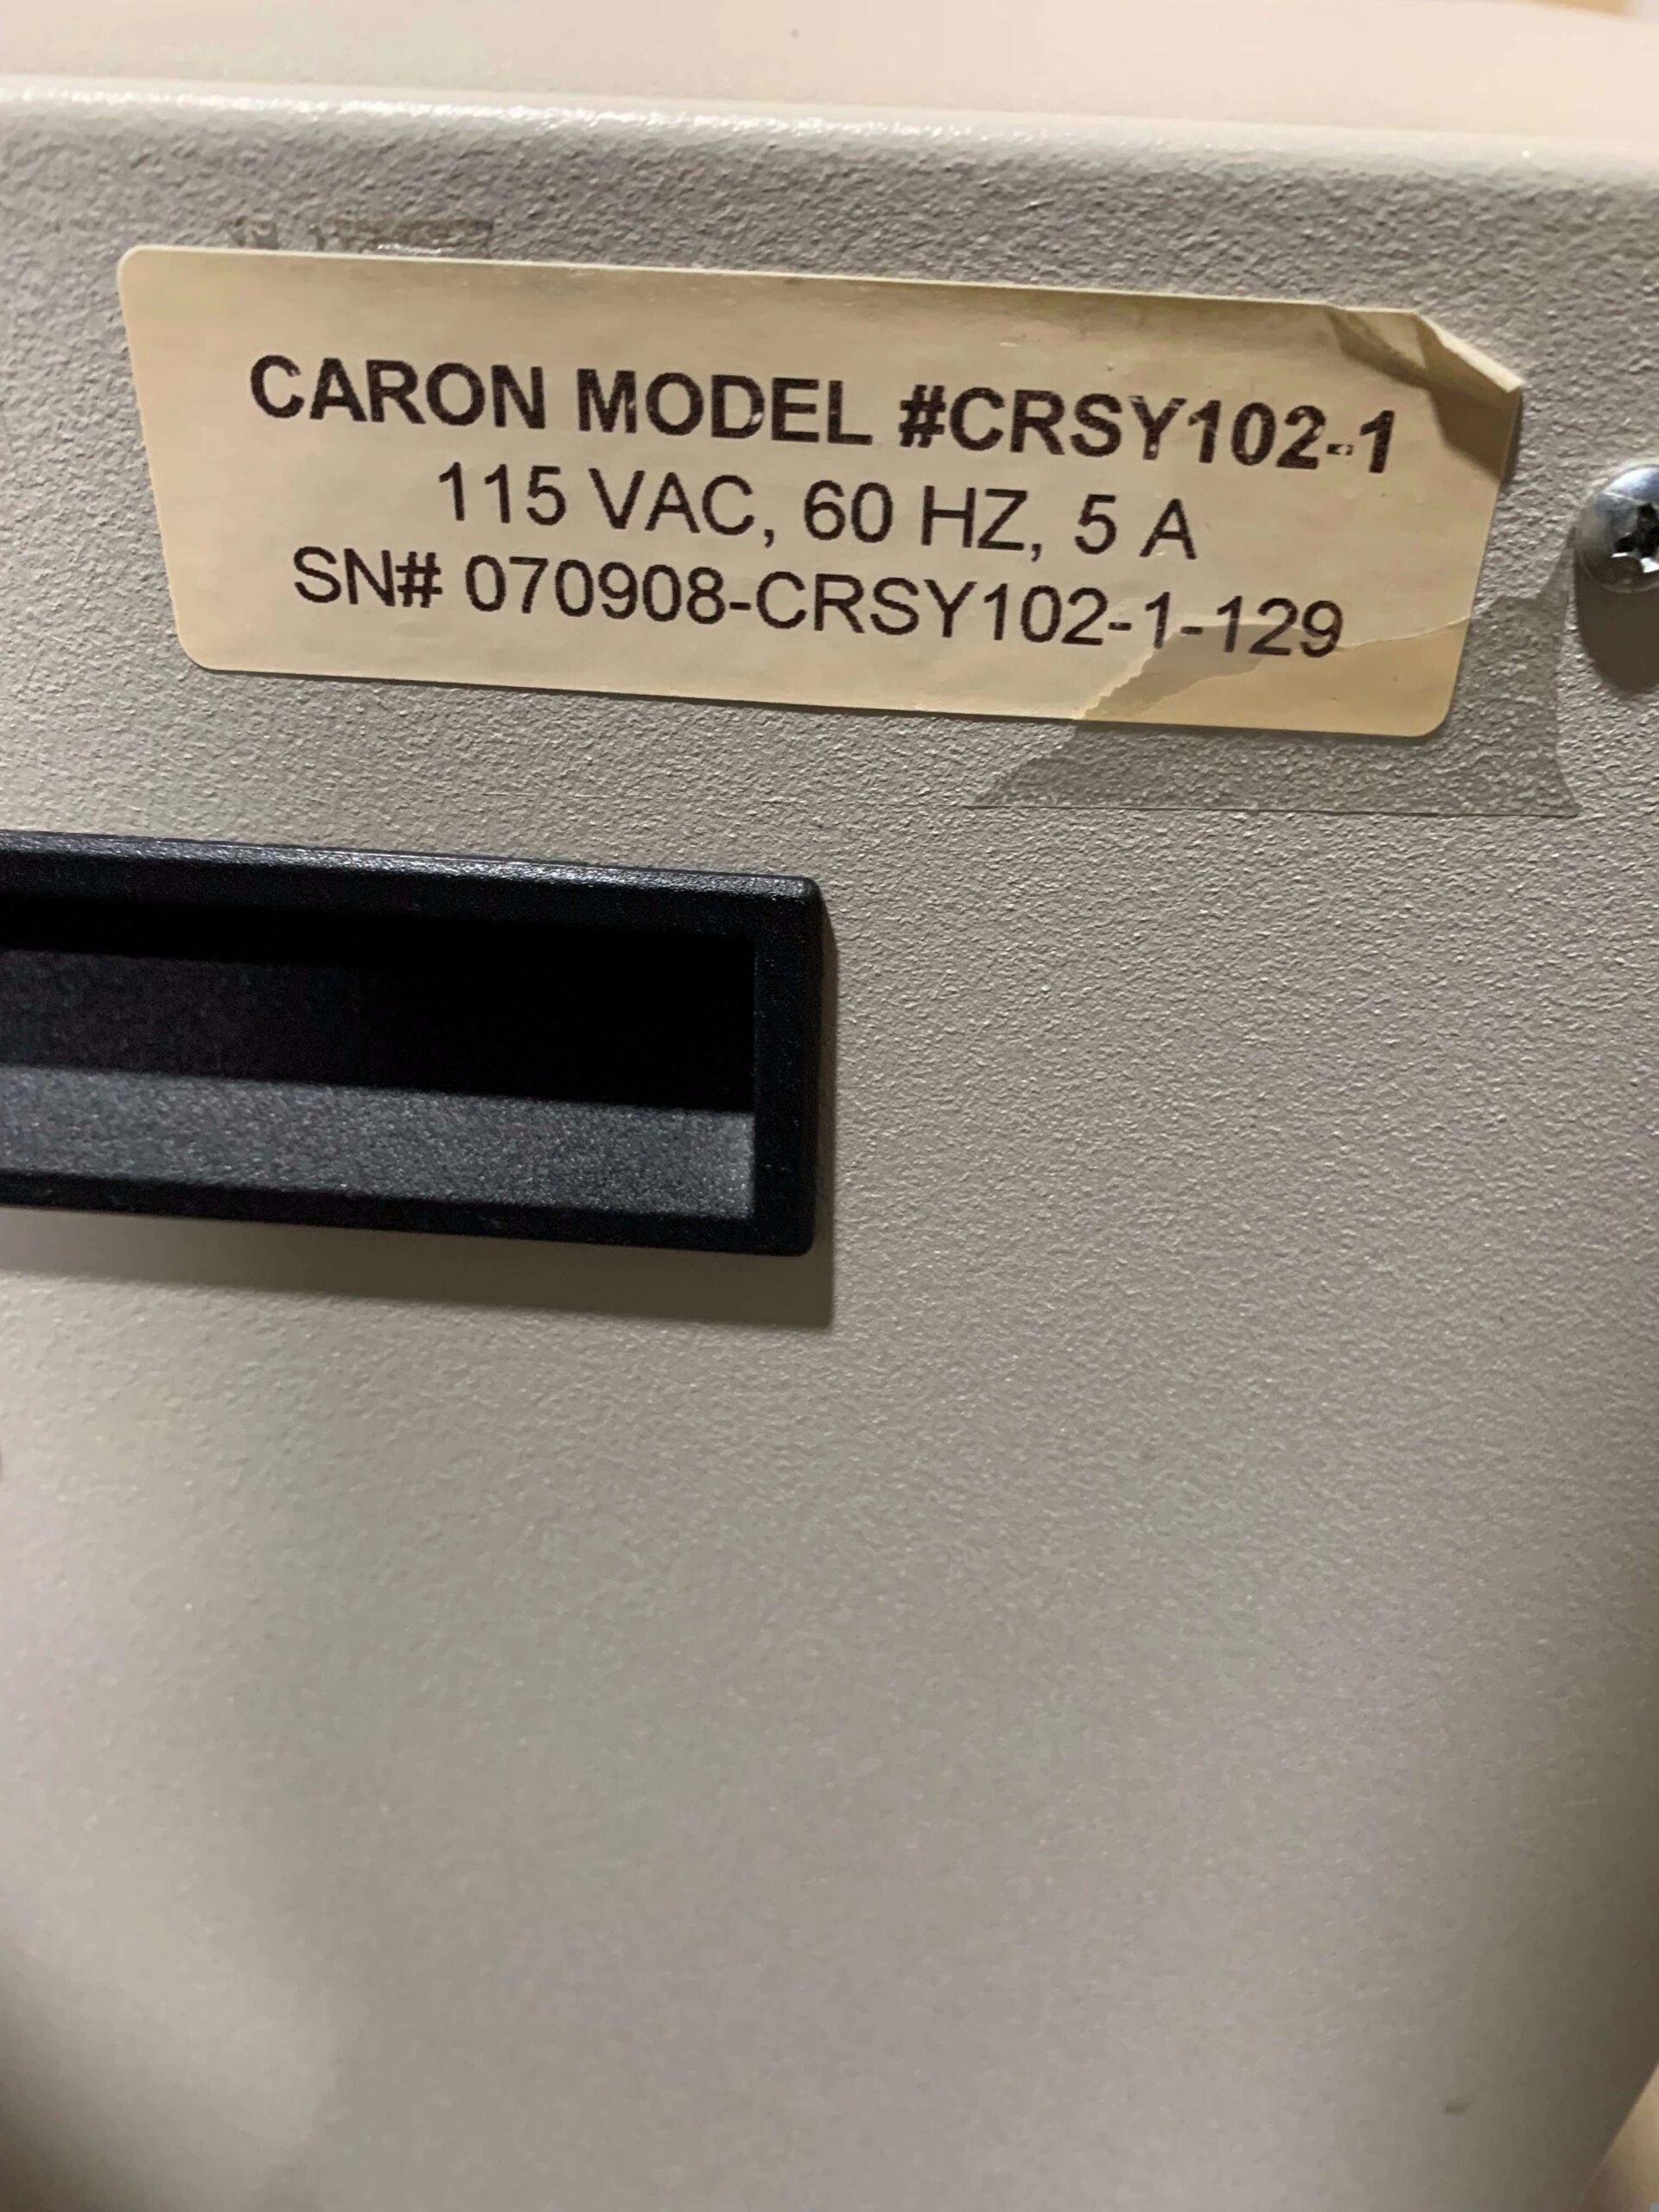 CARON MODEL #CRSY102-1
115 VAC, 60 HZ, 5 A
SN# 070908-CRSY102-1-129